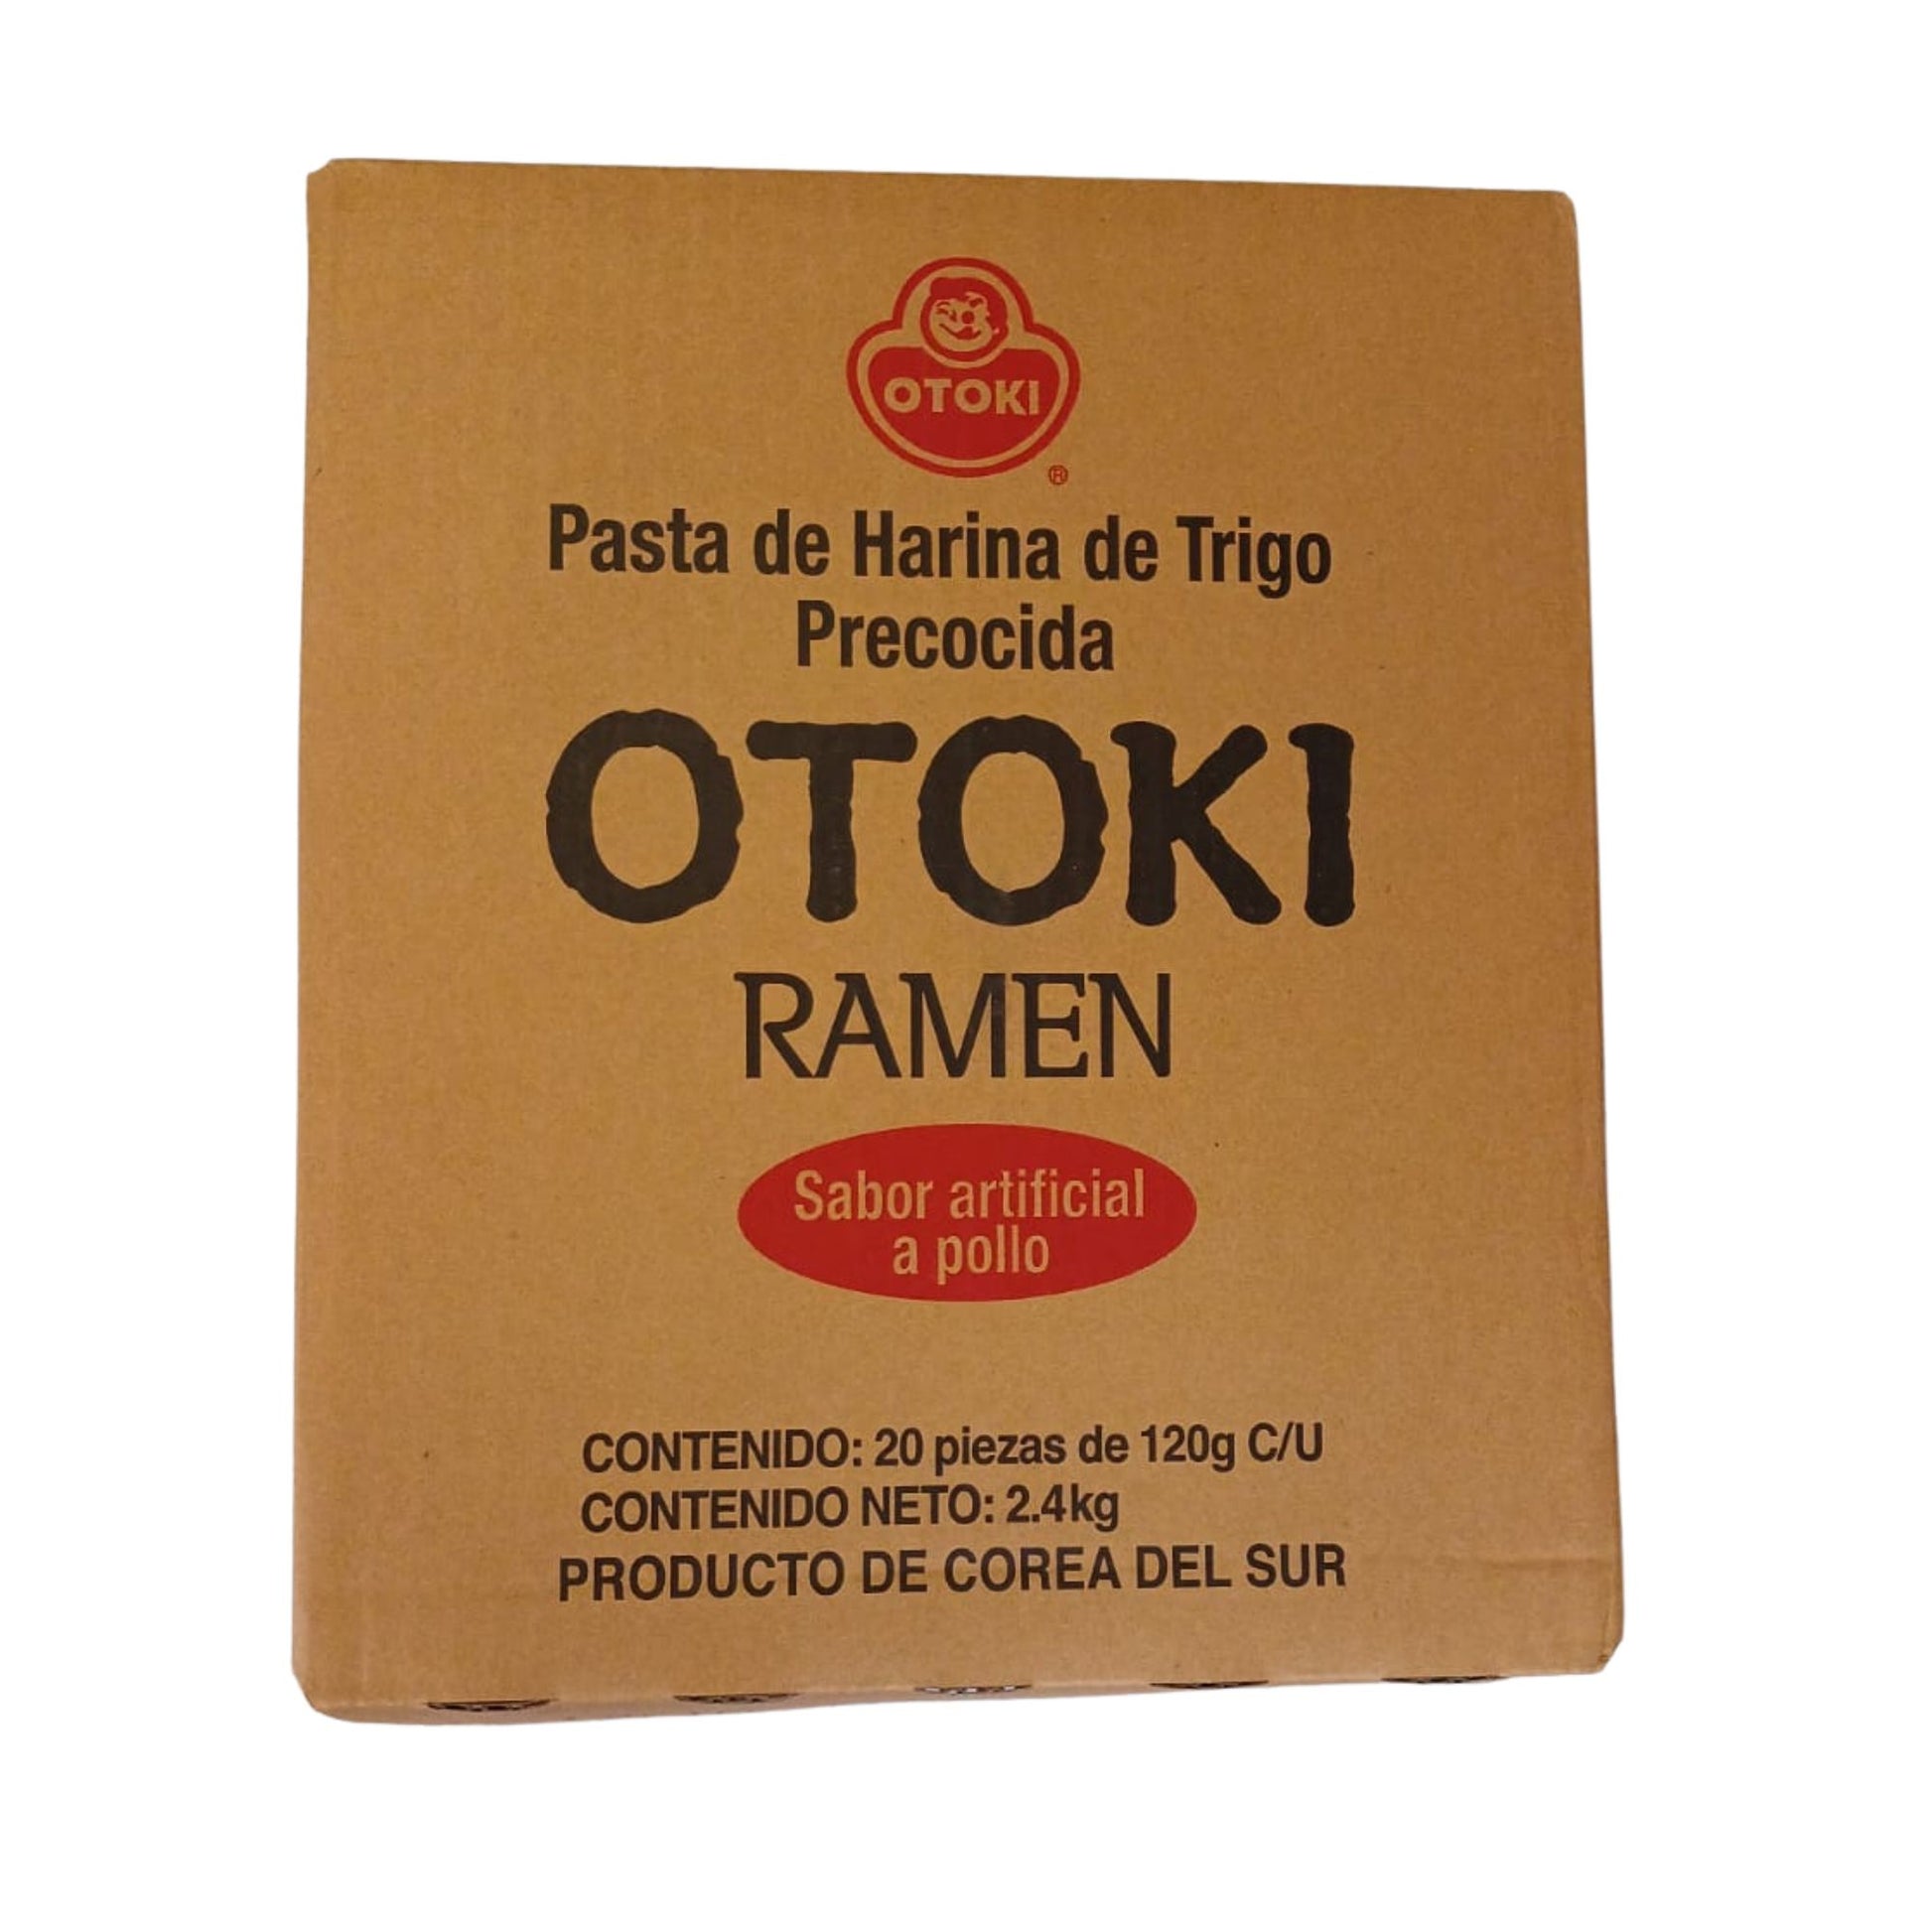 OTOKI
®
Pasta de Harina de Trigo
Precocida
OTOKI
RAMEN
Sabor artificial
a pollo
CONTENIDO: 20 piezas de 120g C/U
CONTENIDO NETO: 2.4kg
PRODUCTO DE COREA DEL SUR